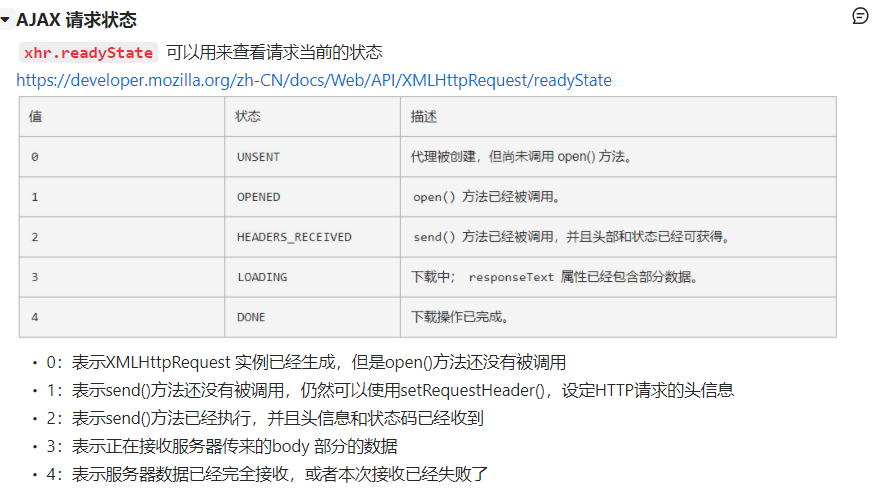 AJAX 请求状态
xhr.readyState 可以用来查看请求当前的状态
https://developer.mozilla.org/zh-CN/docs/Web/API/XMLHttpRequest/readyState
值 状态 描述
0 UNSENT 代理被创建，但尚未调用 open() 方法。
1 OPENED open() 方法已经被调用。
2 HEADERS_RECEIVED send() 方法已经被调用，并且头部和状态已经可获得。
3 LOADING 下载中； responseText 属性已经包含部分数据。
4 DONE 下载操作已完成。
• 0：表示XMLHttpRequest 实例已经生成，但是open()方法还没有被调用
• 1：表示send()方法还没有被调用，仍然可以使用setRequestHeader()，设定HTTP请求的头信息
• 2：表示send()方法已经执行，并且头信息和状态码已经收到
• 3：表示正在接收服务器传来的body 部分的数据
• 4：表示服务器数据已经完全接收，或者本次接收已经失败了